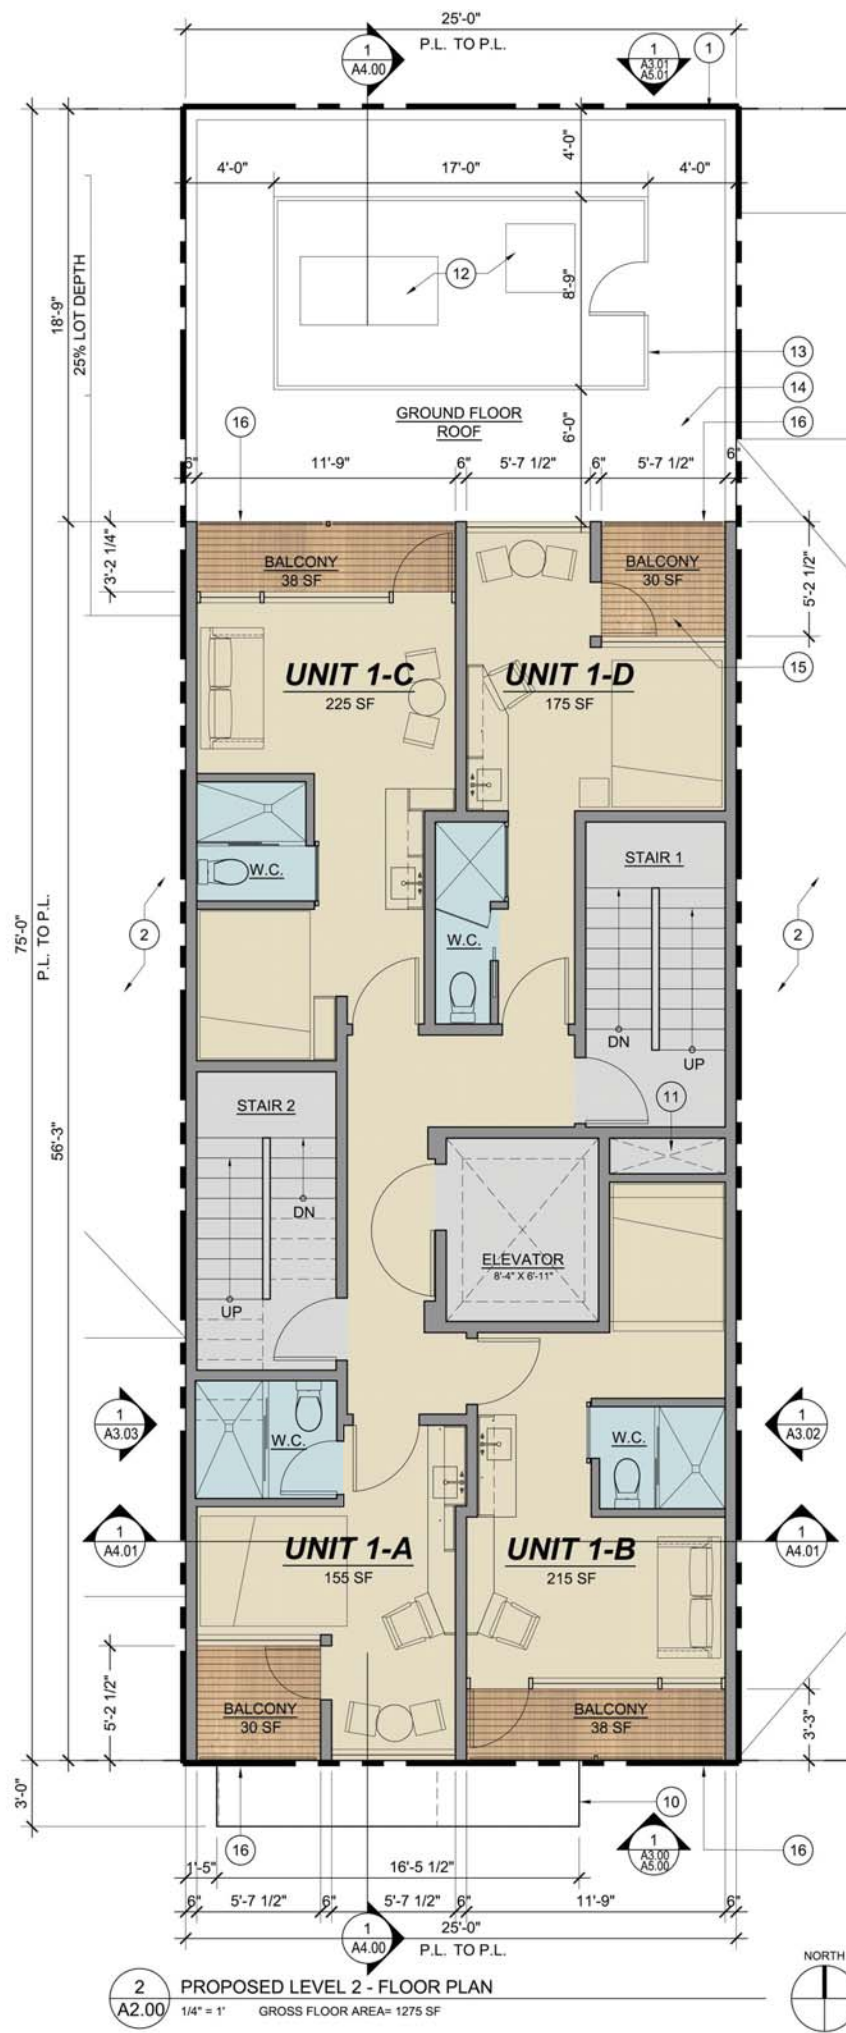 25'-0"
P.L. TO P.L.
1
A4.00
1
A3.01
A5.01
1
4'-0"
4'-0"
17'-0"
4'-0"
12
8'-9"
18'-9"
25% LOT DEPTH
13
14
16
GROUND FLOOR
ROOF
6'-0"
16
6"
11'-9"
6"
5'-7 1/2"
6"
5'-7 1/2"
6"
3'-2 1/4"
BALCONY
38 SF
BALCONY
30 SF
5'-2 1/2"
15
UNIT 1-C
225 SF
UNIT 1-D
175 SF
W.C.
STAIR 1
2
W.C.
2
75'-0"
P.L. TO P.L.
DN
UP
STAIR 2
11
56'-3"
DN
ELEVATOR
8'-4" X 6'-11"
UP
1
A3.03
W.C.
W.C.
1
A3.02
1
A4.01
UNIT 1-A
155 SF
UNIT 1-B
215 SF
1
A4.01
5'-2 1/2"
BALCONY
30 SF
BALCONY
38 SF
3'-3"
3'-0"
10
16
1
A3.00
A5.00
16
1'-5"
16'-5 1/2"
6"
5'-7 1/2"
6"
5'-7 1/2"
6"
11'-9"
6"
1
A4.00
25'-0"
P.L. TO P.L.
2
A2.00
PROPOSED LEVEL 2 - FLOOR PLAN
1/4" = 1' GROSS FLOOR AREA= 1275 SF
NORTH